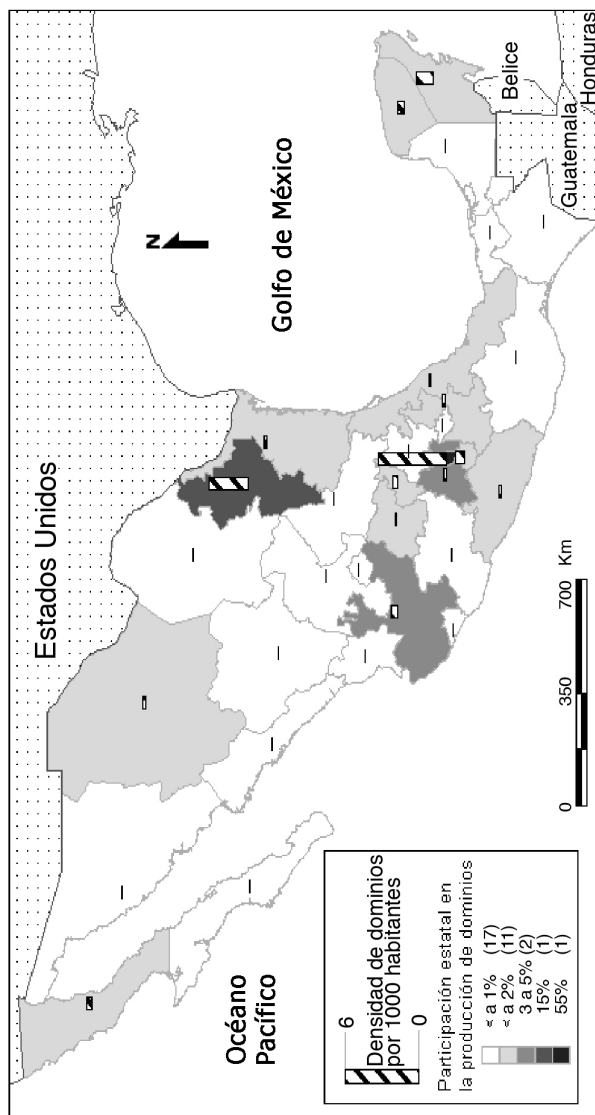 Estados Unidos
N
Golfo de México
Océano
Pacífico
Belice
Guatemala
Honduras
6
Densidad de dominios
por 1000 habitantes
0
Participación estatal en
la producción de dominios
< a 1% (17)
< a 2% (11)
3 a 5% (2)
15% (1)
55% (1)
0 350 700 Km